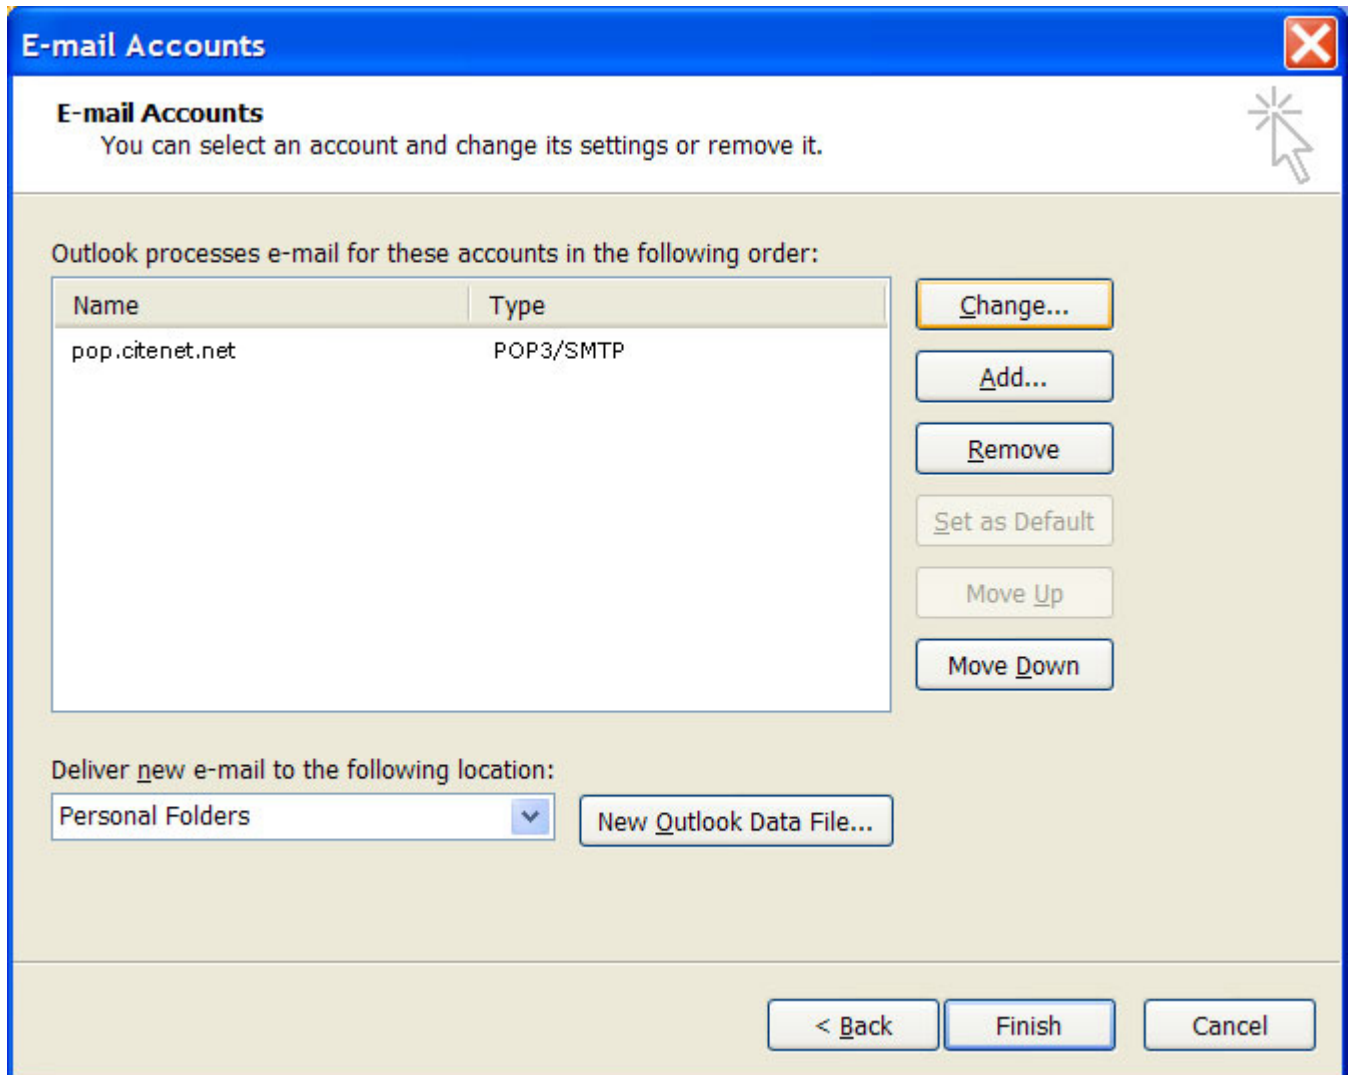 E-mail Accounts
E-mail Accounts
You can select an account and change its settings or remove it.
Outlook processes e-mail for these accounts in the following order:
Name Type
pop.citenet.net POP3/SMTP
Change...
Add...
Remove
Set as Default
Move Up
Move Down
Deliver new e-mail to the following location:
Personal Folders
New Outlook Data File...
< Back Finish Cancel